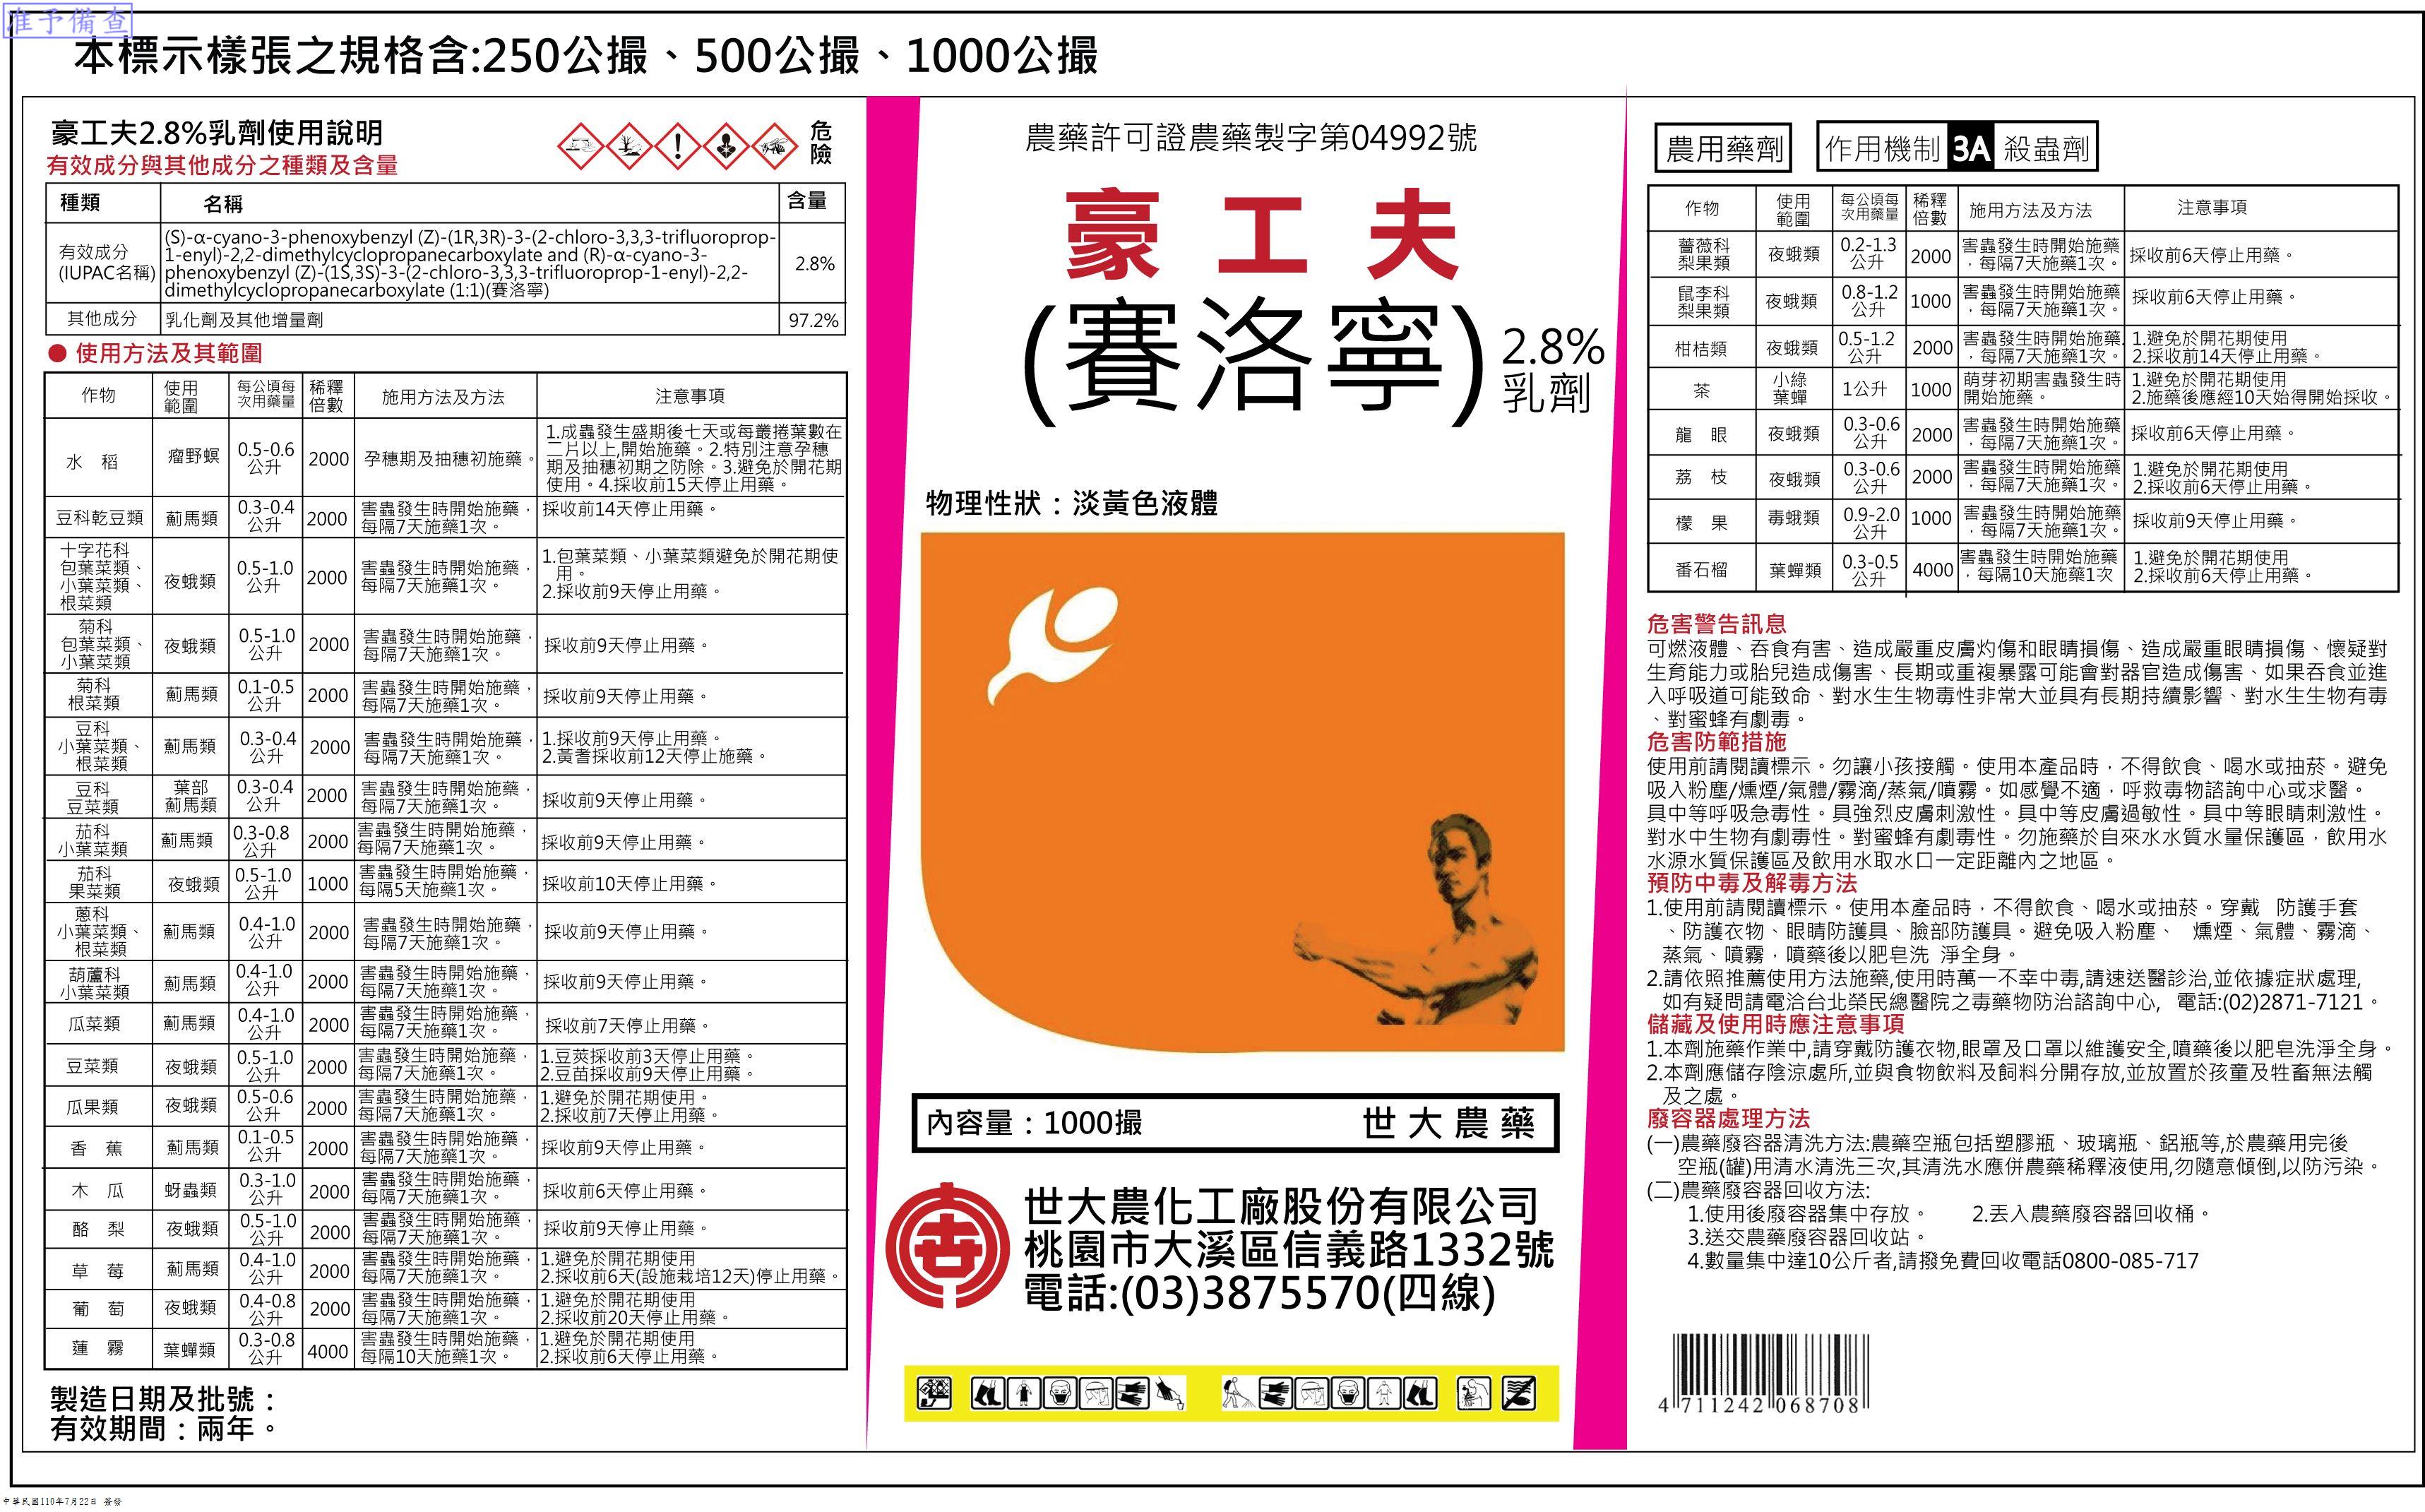 准予備查
本標示樣張之規格含:250公撮、500公撮、1000公撮
豪工夫2.8%乳劑使用說明
危險
有效成分與其他成分之種類及含量
種類 名稱 含量
有效成分
(IUPAC名稱)
(S)-α-cyano-3-phenoxybenzyl (Z)-(1R,3R)-3-(2-chloro-3,3,3-trifluoroprop-
1-enyl)-2,2-dimethylcyclopropanecarboxylate and (R)-α-cyano-3-
phenoxybenzyl (Z)-(1S,3S)-3-(2-chloro-3,3,3-trifluoroprop-1-enyl)-2,2-
dimethylcyclopropanecarboxylate (1:1)(賽洛寧)
2.8%
其他成分 乳化劑及其他增量劑 97.2%
● 使用方法及其範圍
作物 使用範圍 每公頃每次用藥量 稀釋倍數 施用方法及方法 注意事項
水 稻 瘤野螟 0.5-0.6公升 2000 孕穗期及抽穗初施藥。 1.成蟲發生盛期後七天或每叢捲葉數在
二片以上,開始施藥。2.特別注意孕穗
期及抽穗初期之防除。3.避免於開花期
使用。4.採收前15天停止用藥。
豆科乾豆類 薊馬類 0.3-0.4公升 2000 害蟲發生時開始施藥，每隔7天施藥1次。 採收前14天停止用藥。
十字花科包葉菜類、小葉菜類、根菜類 夜蛾類 0.5-1.0公升 2000 害蟲發生時開始施藥，每隔7天施藥1次。 1.包葉菜類、小葉菜類避免於開花期使用。
2.採收前9天停止用藥。
菊科包葉菜類、小葉菜類 夜蛾類 0.5-1.0公升 2000 害蟲發生時開始施藥，每隔7天施藥1次。 採收前9天停止用藥。
菊科根菜類 薊馬類 0.1-0.5公升 2000 害蟲發生時開始施藥，每隔7天施藥1次。 採收前9天停止用藥。
豆科小葉菜類、根菜類 薊馬類 0.3-0.4公升 2000 害蟲發生時開始施藥，每隔7天施藥1次。 1.採收前9天停止用藥。
2.黃耆採收前12天停止施藥。
豆科豆菜類 葉部薊馬類 0.3-0.4公升 2000 害蟲發生時開始施藥，每隔7天施藥1次。 採收前9天停止用藥。
茄科小葉菜類 薊馬類 0.3-0.8公升 2000 害蟲發生時開始施藥，每隔7天施藥1次。 採收前9天停止用藥。
茄科果菜類 夜蛾類 0.5-1.0公升 1000 害蟲發生時開始施藥，每隔5天施藥1次。 採收前10天停止用藥。
蔥科小葉菜類、根菜類 薊馬類 0.4-1.0公升 2000 害蟲發生時開始施藥，每隔7天施藥1次。 採收前9天停止用藥。
葫蘆科小葉菜類 薊馬類 0.4-1.0公升 2000 害蟲發生時開始施藥，每隔7天施藥1次。 採收前9天停止用藥。
瓜菜類 薊馬類 0.4-1.0公升 2000 害蟲發生時開始施藥，每隔7天施藥1次。 採收前7天停止用藥。
豆菜類 夜蛾類 0.5-1.0公升 2000 害蟲發生時開始施藥，每隔7天施藥1次。 1.豆莢採收前3天停止用藥。
2.豆苗採收前9天停止用藥。
瓜果類 夜蛾類 0.5-0.6公升 2000 害蟲發生時開始施藥，每隔7天施藥1次。 1.避免於開花期使用。
2.採收前7天停止用藥。
香 蕉 薊馬類 0.1-0.5公升 2000 害蟲發生時開始施藥，每隔7天施藥1次。 採收前9天停止用藥。
木 瓜 蚜蟲類 0.3-1.0公升 2000 害蟲發生時開始施藥，每隔7天施藥1次。 採收前6天停止用藥。
酪 梨 夜蛾類 0.5-1.0公升 2000 害蟲發生時開始施藥，每隔7天施藥1次。 採收前9天停止用藥。
草 莓 薊馬類 0.4-1.0公升 2000 害蟲發生時開始施藥，每隔7天施藥1次。 1.避免於開花期使用
2.採收前6天(設施栽培12天)停止用藥。
葡 萄 夜蛾類 0.4-0.8公升 2000 害蟲發生時開始施藥，每隔7天施藥1次。 1.避免於開花期使用
2.採收前20天停止用藥。
蓮 霧 葉蟬類 0.3-0.8公升 4000 害蟲發生時開始施藥，每隔10天施藥1次。 1.避免於開花期使用
2.採收前6天停止用藥。
製造日期及批號：
有效期間：兩年。
農藥許可證農藥製字第04992號
豪工夫
(賽洛寧)
2.8%
乳劑
物理性狀：淡黃色液體
內容量：1000撮 世大農藥
世大農化工廠股份有限公司
桃園市大溪區信義路1332號
電話:(03)3875570(四線)
農用藥劑 作用機制 3A 殺蟲劑
作物 使用範圍 每公頃每次用藥量 稀釋倍數 施用方法及方法 注意事項
薔薇科梨果類 夜蛾類 0.2-1.3公升 2000 害蟲發生時開始施藥，每隔7天施藥1次。 採收前6天停止用藥。
鼠李科梨果類 夜蛾類 0.8-1.2公升 1000 害蟲發生時開始施藥，每隔7天施藥1次。 採收前6天停止用藥。
柑桔類 夜蛾類 0.5-1.2公升 2000 害蟲發生時開始施藥，每隔7天施藥1次。 1.避免於開花期使用
2.採收前14天停止用藥。
茶 小綠葉蟬 1公升 1000 萌芽初期害蟲發生時開始施藥。 1.避免於開花期使用
2.施藥後應經10天始得開始採收。
龍 眼 夜蛾類 0.3-0.6公升 2000 害蟲發生時開始施藥，每隔7天施藥1次。 採收前6天停止用藥。
荔 枝 夜蛾類 0.3-0.6公升 2000 害蟲發生時開始施藥，每隔7天施藥1次。 1.避免於開花期使用
2.採收前6天停止用藥。
檬 果 毒蛾類 0.9-2.0公升 1000 害蟲發生時開始施藥，每隔7天施藥1次。 採收前9天停止用藥。
番石榴 葉蟬類 0.3-0.5公升 4000 害蟲發生時開始施藥，每隔10天施藥1次 1.避免於開花期使用
2.採收前6天停止用藥。
危害警告訊息
可燃液體、吞食有害、造成嚴重皮膚灼傷和眼睛損傷、造成嚴重眼睛損傷、懷疑對
生育能力或胎兒造成傷害、長期或重複暴露可能會對器官造成傷害、如果吞食並進
入呼吸道可能致命、對水生生物毒性非常大並具有長期持續影響、對水生生物有毒
、對蜜蜂有劇毒。
危害防範措施
使用前請閱讀標示。勿讓小孩接觸。使用本產品時，不得飲食、喝水或抽菸。避免
吸入粉塵/燻煙/氣體/霧滴/蒸氣/噴霧。如感覺不適，呼救毒物諮詢中心或求醫。
具中等呼吸急毒性。具強烈皮膚刺激性。具中等皮膚過敏性。具中等眼睛刺激性。
對水中生物有劇毒性。對蜜蜂有劇毒性。勿施藥於自來水水質水量保護區，飲用水
水源水質保護區及飲用水取水口一定距離內之地區。
預防中毒及解毒方法
1.使用前請閱讀標示。使用本產品時，不得飲食、喝水或抽菸。穿戴 防護手套
、防護衣物、眼睛防護具、臉部防護具。避免吸入粉塵、 燻煙、氣體、霧滴、
蒸氣、噴霧，噴藥後以肥皂洗 淨全身。
2.請依照推薦使用方法施藥,使用時萬一不幸中毒,請速送醫診治,並依據症狀處理,
如有疑問請電洽台北榮民總醫院之毒藥物防治諮詢中心, 電話:(02)2871-7121。
儲藏及使用時應注意事項
1.本劑施藥作業中,請穿戴防護衣物,眼罩及口罩以維護安全,噴藥後以肥皂洗淨全身。
2.本劑應儲存陰涼處所,並與食物飲料及飼料分開存放,並放置於孩童及牲畜無法觸
及之處。
廢容器處理方法
(一)農藥廢容器清洗方法:農藥空瓶包括塑膠瓶、玻璃瓶、鋁瓶等,於農藥用完後
空瓶(罐)用清水清洗三次,其清洗水應併農藥稀釋液使用,勿隨意傾倒,以防污染。
(二)農藥廢容器回收方法:
1.使用後廢容器集中存放。 2.丟入農藥廢容器回收桶。
3.送交農藥廢容器回收站。
4.數量集中達10公斤者,請撥免費回收電話0800-085-717
4 711242 068708
中華民國110年7月22日 簽發